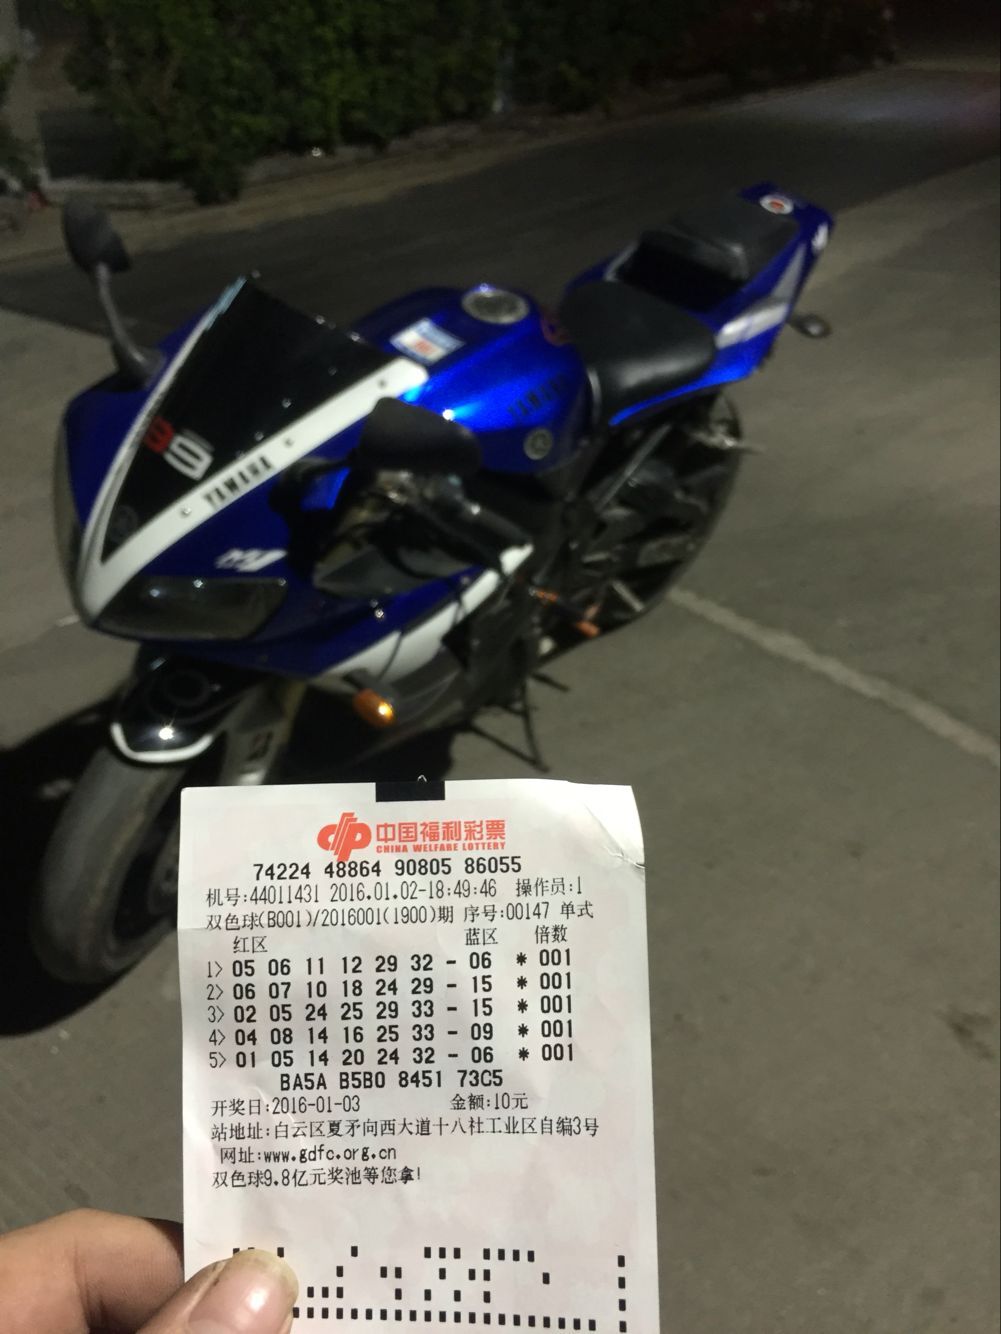 95
YAMAHA
YAMAHA
中国福利彩票
CHINA WELFARE LOTTERY
74224 48864 90805 86055
机号:44011431 2016.01.02-18:49:46 操作员:1
双色球(B001)/2016001(1900)期 序号:00147 单式
红区 蓝区 倍数
1> 05 06 11 12 29 32 - 06 * 001
2> 06 07 10 18 24 29 - 15 * 001
3> 02 05 24 25 29 33 - 15 * 001
4> 04 08 14 16 25 33 - 09 * 001
5> 01 05 14 20 24 32 - 06 * 001
BA5A B5B0 8451 73C5
开奖日:2016-01-03 金额:10元
站地址:白云区夏矛向西大道十八社工业区自编3号
网址:www.gdfc.org.cn
双色球9.8亿元奖池等您拿!